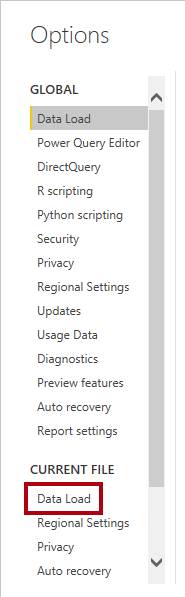 Options
GLOBAL
Data Load
Power Query Editor
DirectQuery
R scripting
Python scripting
Security
Privacy
Regional Settings
Updates
Usage Data
Diagnostics
Preview features
Auto recovery
Report settings
CURRENT FILE
Data Load
Regional Settings
Privacy
Auto recovery